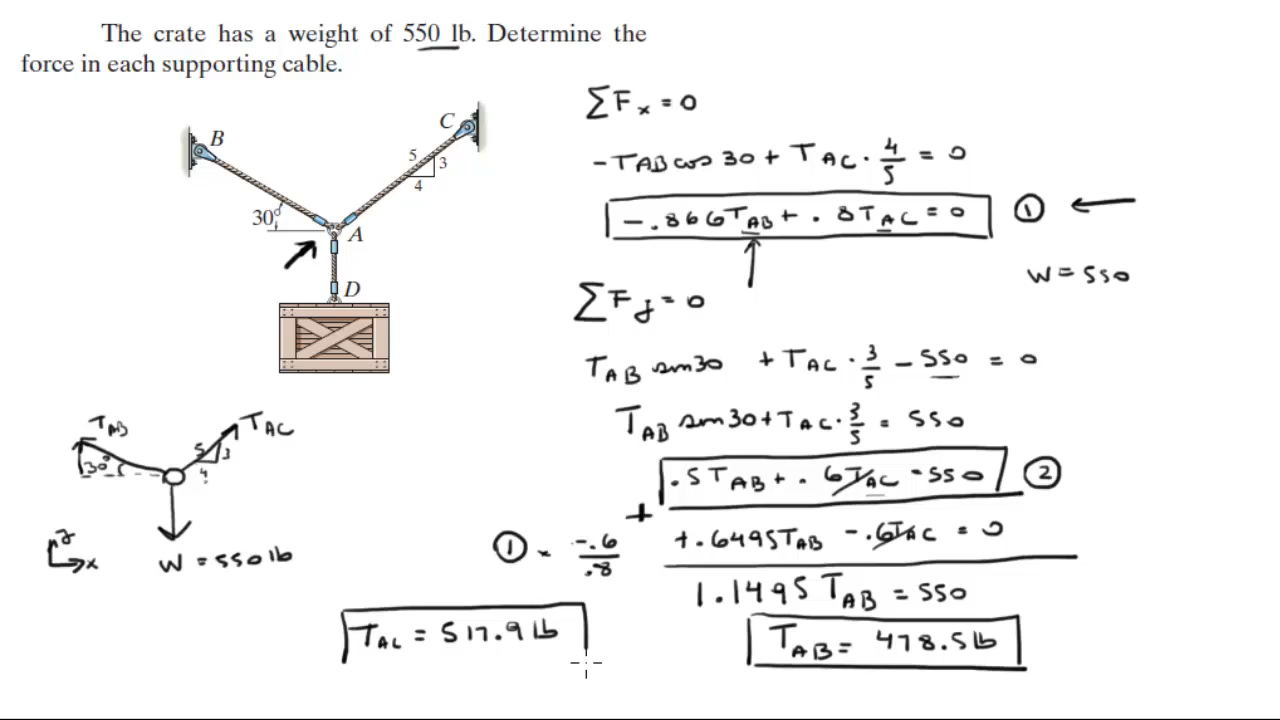 The crate has a weight of 550 lb. Determine the
force in each supporting cable.
B
C
5
3
4
30°
A
D
ΣFx = 0
-TAB cos 30 + TAC · 4/5 = 0
-.866TAB + .8TAC = 0 ①
W = 550
ΣFy = 0
TAB sin30 + TAC · 3/5 - 550 = 0
TAB sin30 + TAC · 3/5 = 550
.5TAB + .6TAC = 550 ②
+
① × -.6/.8
+.6495TAB - .6TAC = 0
1.1495 TAB = 550
TAB = 478.5 lb
TAC = 517.9 lb
TAB
TAC
30°
5
3
4
y
x
W = 550 lb